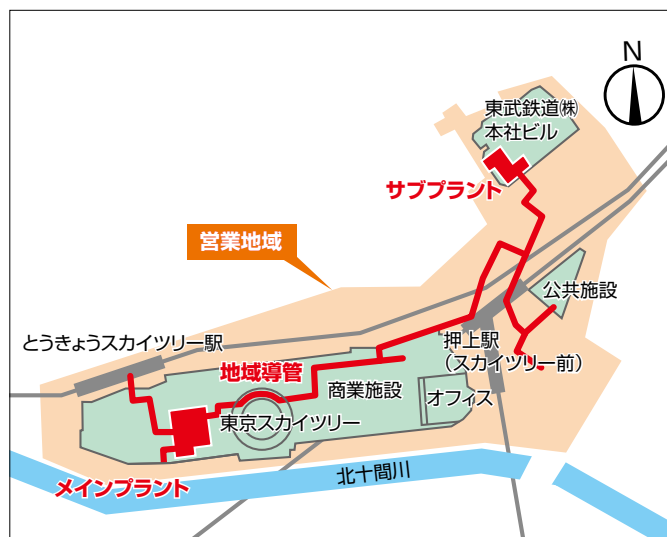 N
東武鉄道㈱
本社ビル
サブプラント
営業地域
公共施設
とうきょうスカイツリー駅
押上駅
（スカイツリー前）
地域導管
商業施設
オフィス
東京スカイツリー
北十間川
メインプラント